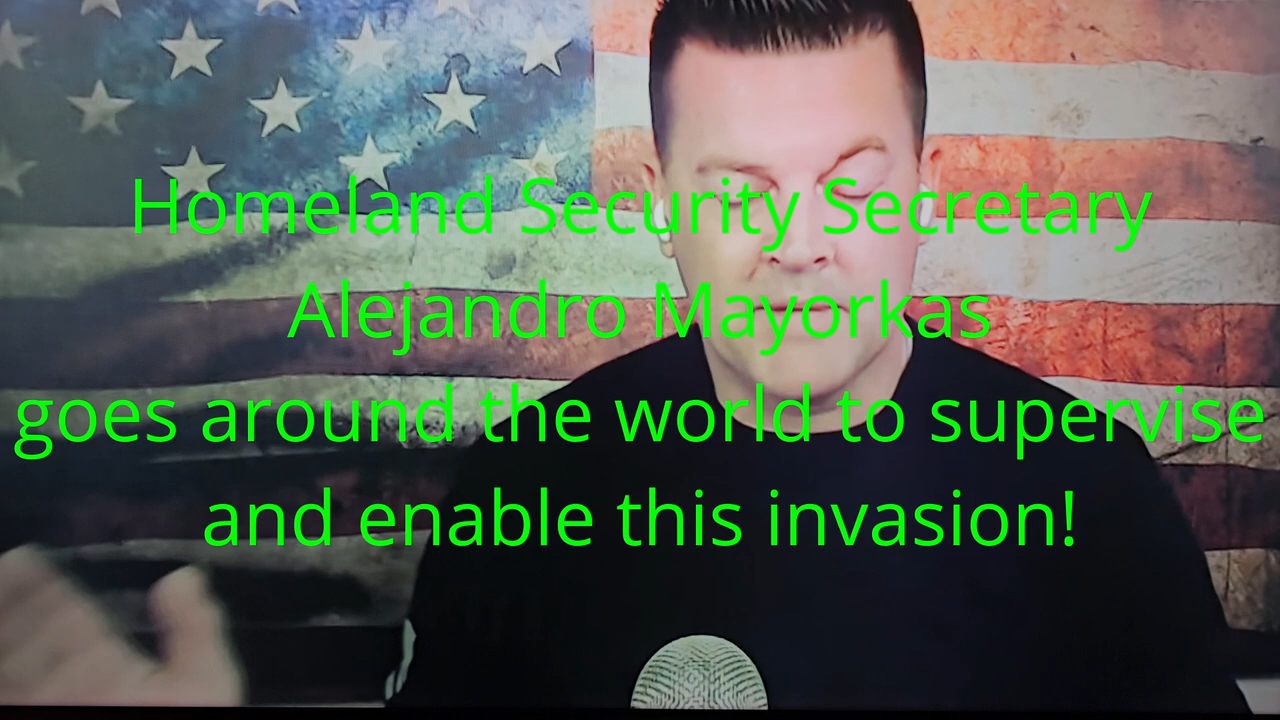 Homeland Security Secretary
Alejandro Mayorkas
goes around the world to supervise
and enable this invasion!